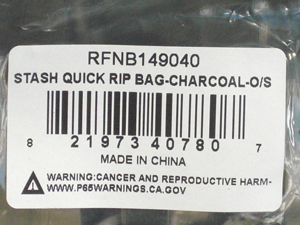 RFNB149040
STASH QUICK RIP BAG-CHARCOAL-O/S
8 21973 40780 7
MADE IN CHINA
WARNING:CANCER AND REPRODUCTIVE HARM-
WWW.P65WARNINGS.CA.GOV